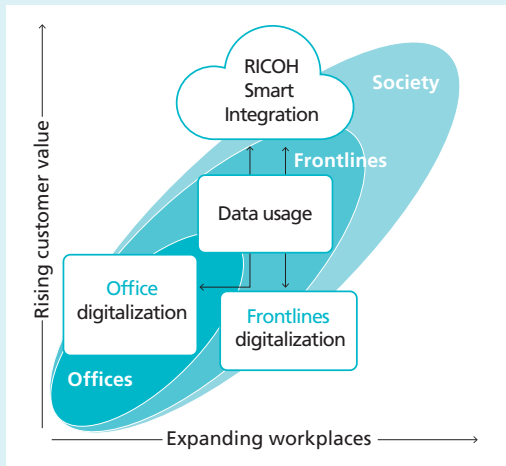 RICOH
Smart
Integration
Society
Frontlines
Data usage
Office
digitalization
Frontlines
digitalization
Offices
Rising customer value
Expanding workplaces